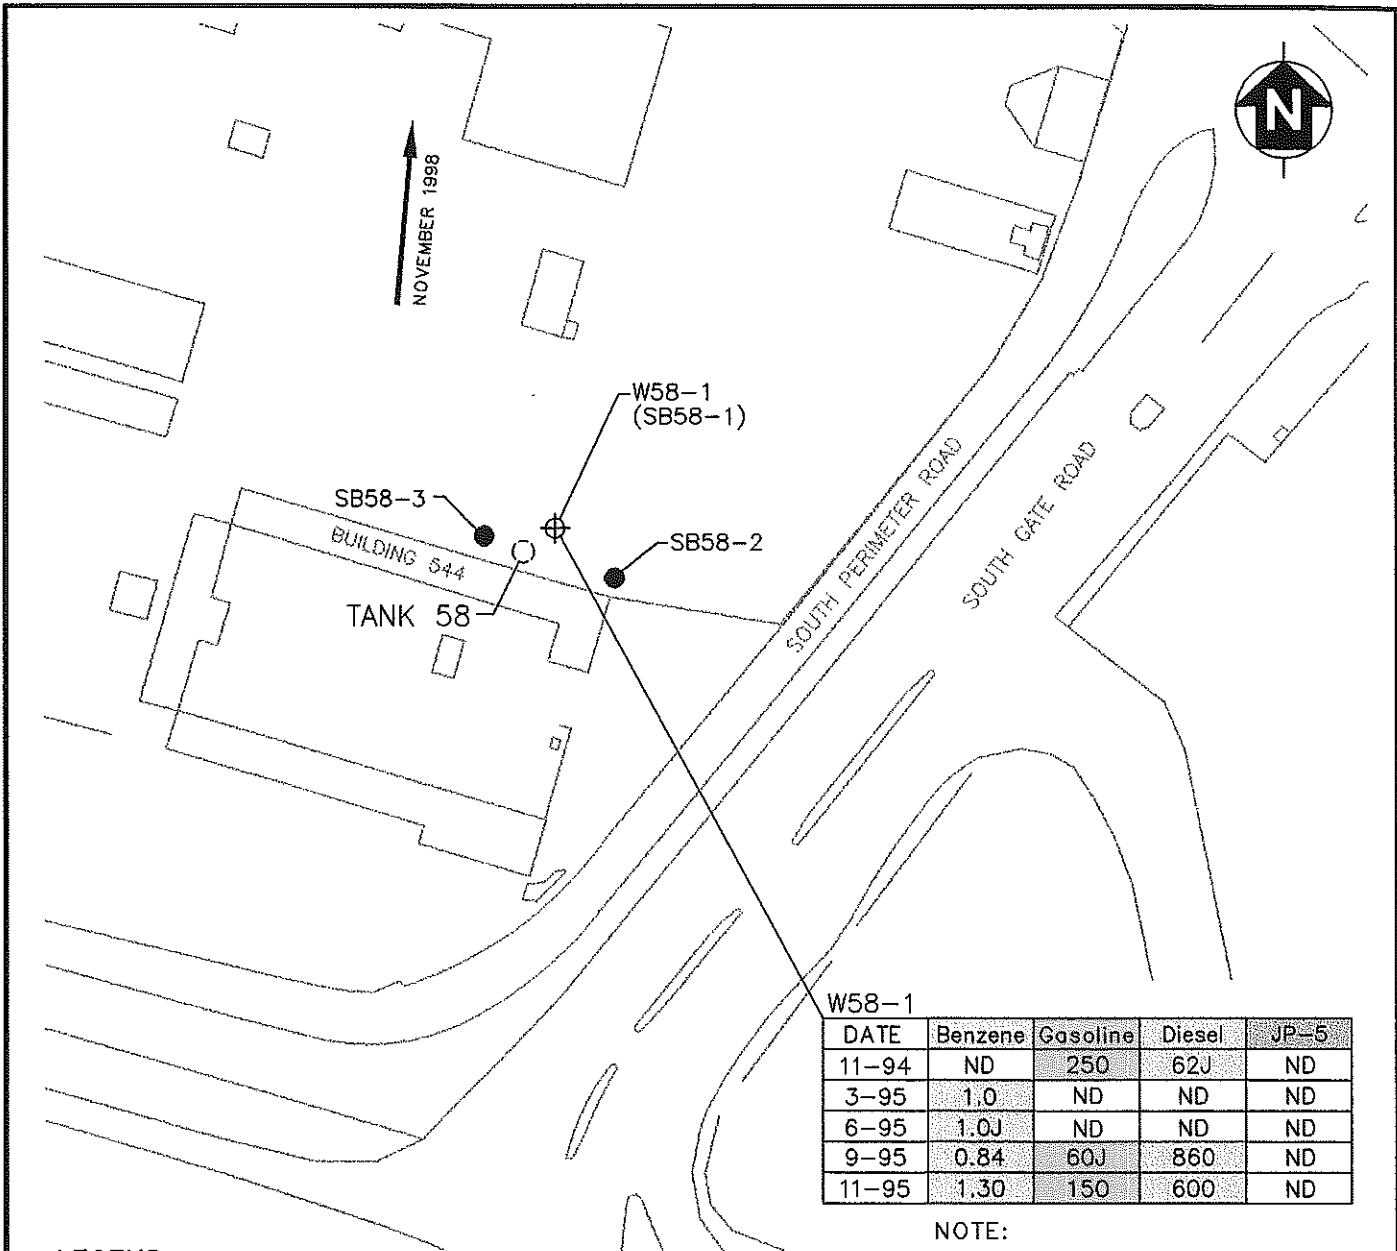 N
NOVEMBER 1998
W58-1
(SB58-1)
SB58-3
BUILDING 544
SB58-2
TANK 58
SOUTH PERIMETER ROAD
SOUTH GATE ROAD
W58-1
DATE Benzene Gasoline Diesel JP-5
11-94 ND 250 62J ND
3-95 1.0 ND ND ND
6-95 1.0J ND ND ND
9-95 0.84 60J 860 ND
11-95 1.30 150 600 ND
NOTE: